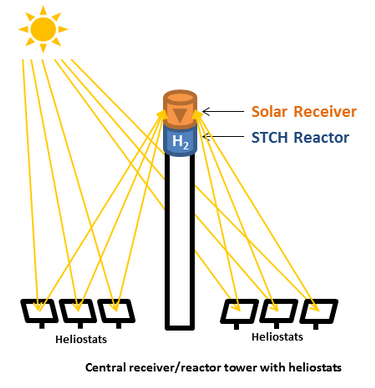 Solar Receiver
STCH Reactor
H2
Heliostats
Heliostats
Central receiver/reactor tower with heliostats